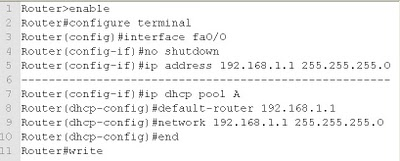 1 Router>enable
2 Router#configure terminal
3 Router(config)#interface fa0/0
4 Router(config-if)#no shutdown
5 Router(config-if)#ip address 192.168.1.1 255.255.255.0
6 -----------------------------------------------------
7 Router(config-if)#ip dhcp pool A
8 Router(dhcp-config)#default-router 192.168.1.1
9 Router(dhcp-config)#network 192.168.1.1 255.255.255.0
10 Router(dhcp-config)#end
11 Router#write